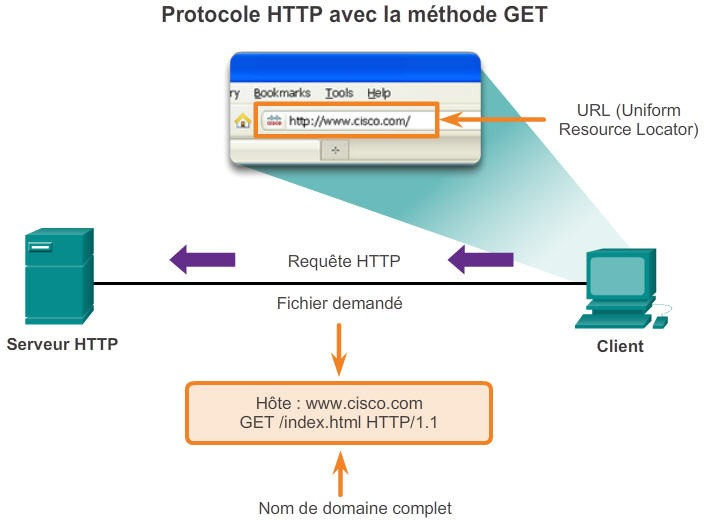 Protocole HTTP avec la méthode GET
ry Bookmarks Tools Help
cisco http://www.cisco.com/
URL (Uniform
Resource Locator)
Requête HTTP
Fichier demandé
Serveur HTTP
Client
Hôte : www.cisco.com
GET /index.html HTTP/1.1
Nom de domaine complet